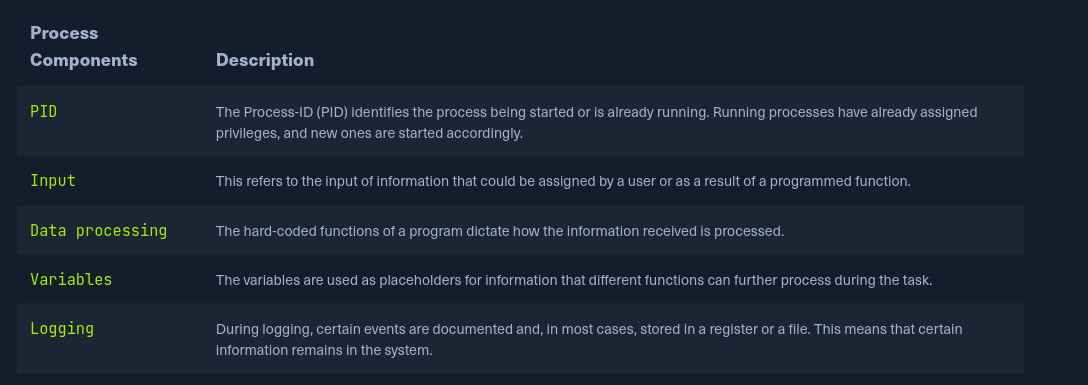 Process
Components
Description
PID
The Process-ID (PID) identifies the process being started or is already running. Running processes have already assigned
privileges, and new ones are started accordingly.
Input
This refers to the input of information that could be assigned by a user or as a result of a programmed function.
Data processing
The hard-coded functions of a program dictate how the information received is processed.
Variables
The variables are used as placeholders for information that different functions can further process during the task.
Logging
During logging, certain events are documented and, in most cases, stored in a register or a file. This means that certain
information remains in the system.